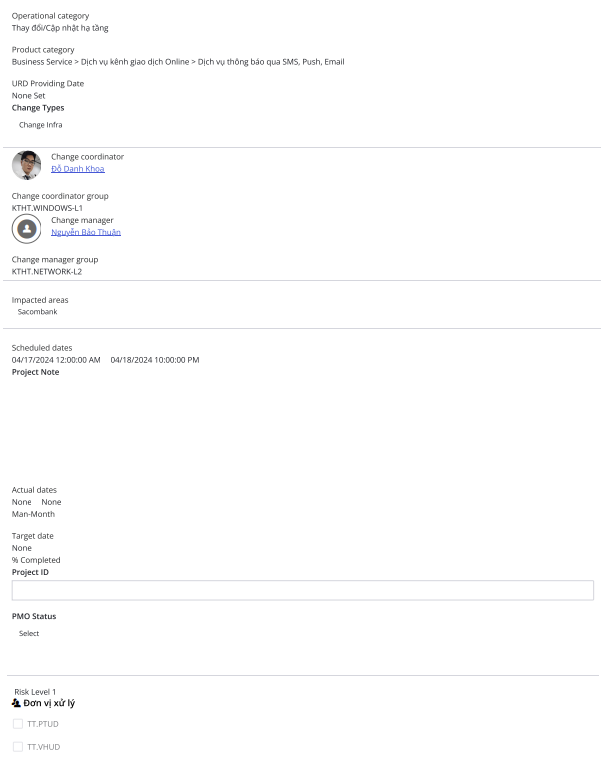 Operational category
Thay đổi/Cập nhật hạ tầng
Product category
Business Service > Dịch vụ kênh giao dịch Online > Dịch vụ thông báo qua SMS, Push, Email
URD Providing Date
None Set
Change Types
Change Infra
Change coordinator
Đỗ Danh Khoa
Change coordinator group
KTHT.WINDOWS-L1
Change manager
Nguyễn Bảo Thuận
Change manager group
KTHT.NETWORK-L2
Impacted areas
Sacombank
Scheduled dates
04/17/2024 12:00:00 AM 04/18/2024 10:00:00 PM
Project Note
Actual dates
None None
Man-Month
Target date
None
% Completed
Project ID
PMO Status
Select
Risk Level 1
Đơn vị xử lý
TT.PTUD
TT.VHUD